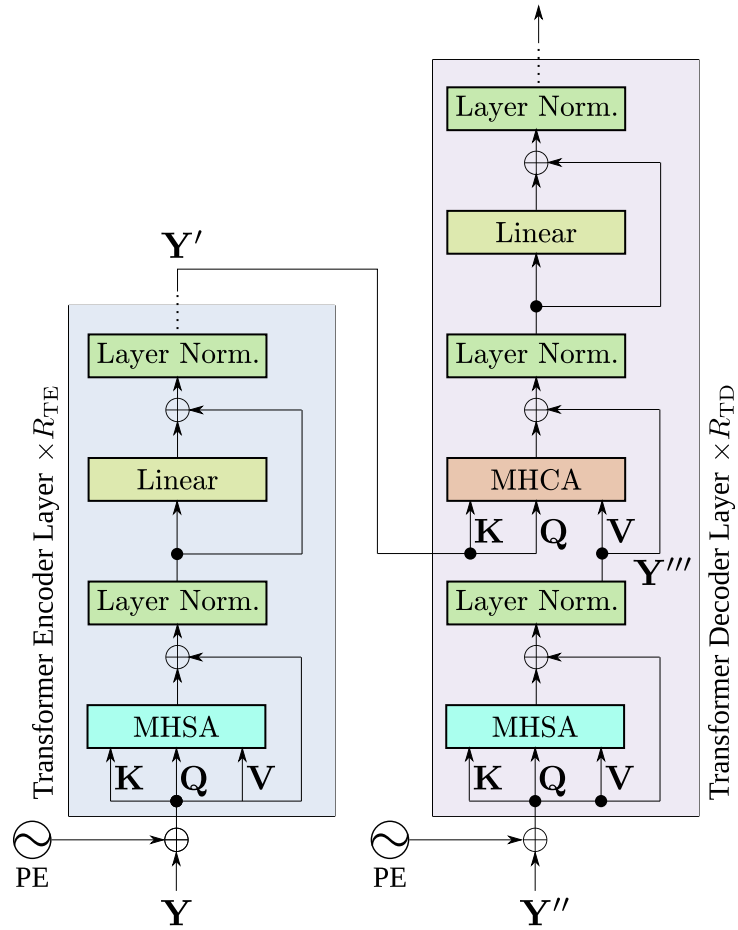 Y′
Layer Norm.
Linear
Layer Norm.
MHSA
K Q V
PE
Y
Transformer Encoder Layer ×R_TE
Layer Norm.
Linear
Layer Norm.
MHCA
K Q V
Y‴
Layer Norm.
MHSA
K Q V
PE
Y″
Transformer Decoder Layer ×R_TD